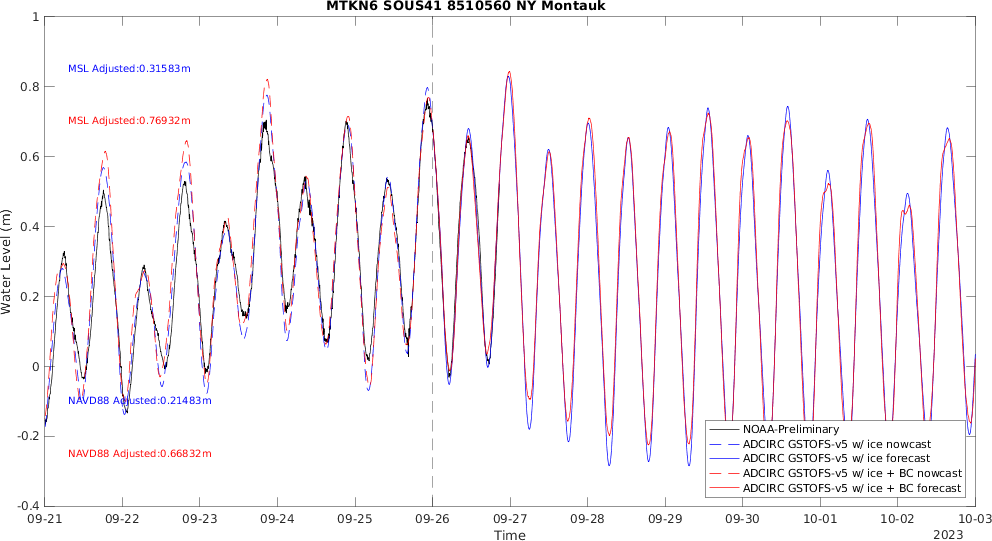 MTKN6 SOUS41 8510560 NY Montauk
Water Level (m)
1
0.8
0.6
0.4
0.2
0
-0.2
-0.4
MSL Adjusted:0.31583m
MSL Adjusted:0.76932m
NAVD88 Adjusted:0.21483m
NAVD88 Adjusted:0.66832m
NOAA-Preliminary
ADCIRC GSTOFS-v5 w/ ice nowcast
ADCIRC GSTOFS-v5 w/ ice forecast
ADCIRC GSTOFS-v5 w/ ice + BC nowcast
ADCIRC GSTOFS-v5 w/ ice + BC forecast
09-21 09-22 09-23 09-24 09-25 09-26 09-27 09-28 09-29 09-30 10-01 10-02 10-03
Time
2023